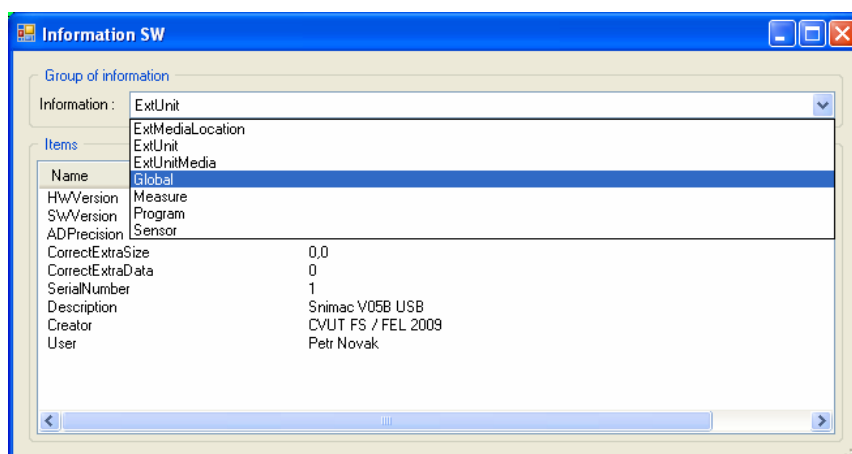 Information SW
Group of information
Information :
ExtUnit
ExtMediaLocation
ExtUnit
ExtUnitMedia
Global
Measure
Program
Sensor
Items
Name
HWVersion
SWVersion
ADPrecision
CorrectExtraSize 0,0
CorrectExtraData 0
SerialNumber 1
Description Snimac V05B USB
Creator CVUT FS / FEL 2009
User Petr Novak